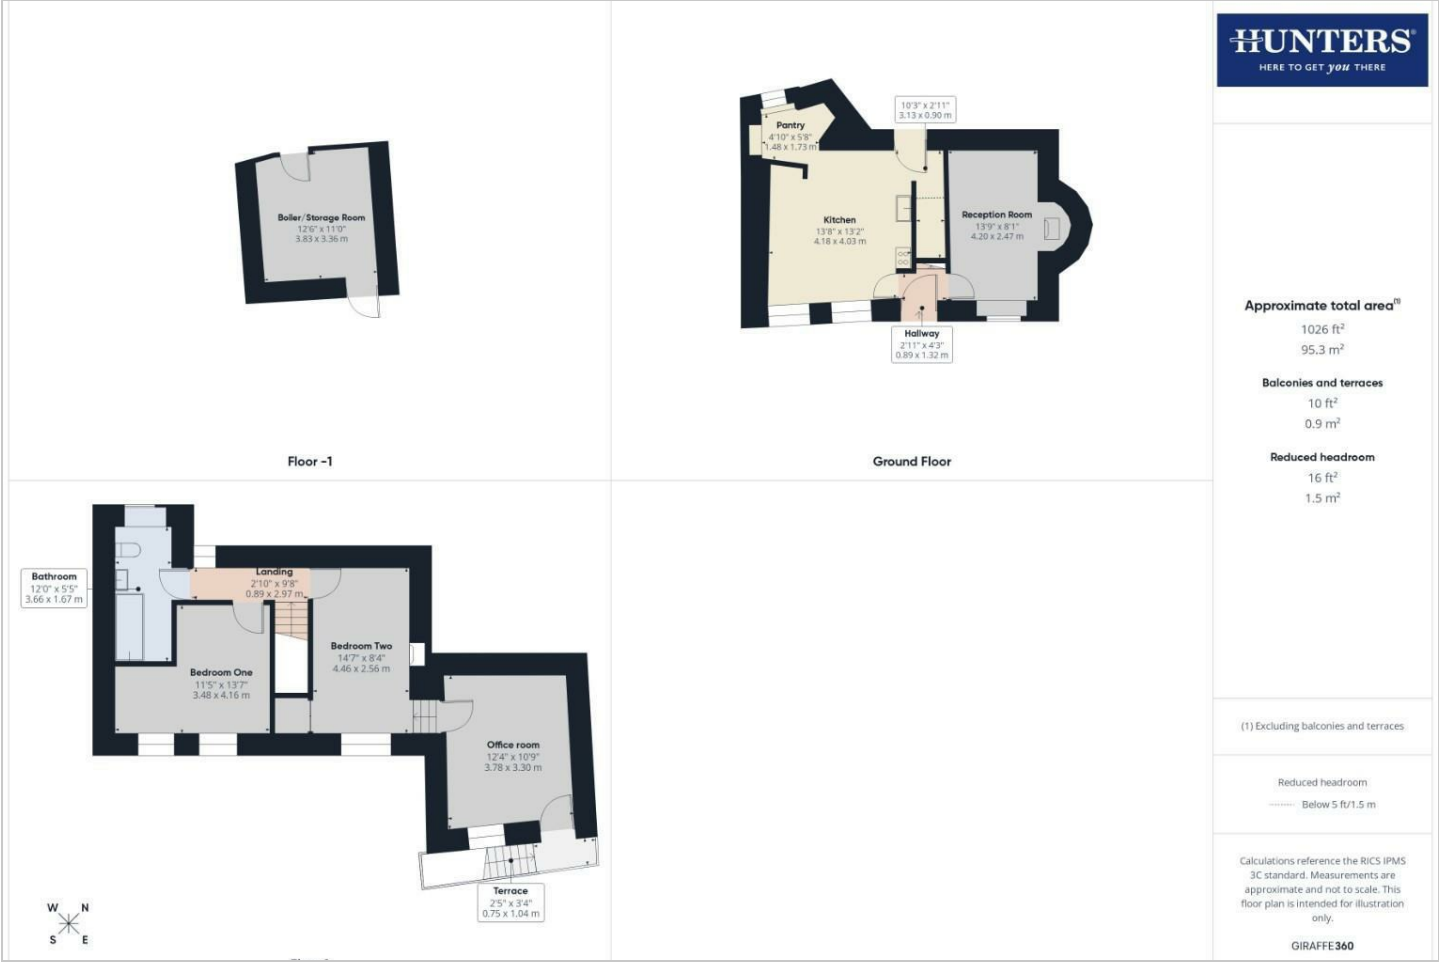 Boiler/Storage Room
12'6" x 11'0"
3.83 x 3.36 m
Floor -1
Pantry
4'10" x 5'8"
1.48 x 1.73 m
10'3" x 2'11"
3.13 x 0.90 m
Kitchen
13'8" x 13'2"
4.18 x 4.03 m
Reception Room
13'9" x 8'1"
4.20 x 2.47 m
Hallway
2'11" x 4'3"
0.89 x 1.32 m
Ground Floor
Bathroom
12'0" x 5'5"
3.66 x 1.67 m
Landing
2'10" x 9'8"
0.89 x 2.97 m
Bedroom One
11'5" x 13'7"
3.48 x 4.16 m
Bedroom Two
14'7" x 8'4"
4.46 x 2.56 m
Office room
12'4" x 10'9"
3.78 x 3.30 m
Terrace
2'5" x 3'4"
0.75 x 1.04 m
W N
S E
HUNTERS®
HERE TO GET you THERE
Approximate total area(1)
1026 ft²
95.3 m²
Balconies and terraces
10 ft²
0.9 m²
Reduced headroom
16 ft²
1.5 m²
(1) Excluding balconies and terraces
Reduced headroom
Below 5 ft/1.5 m
Calculations reference the RICS IPMS
3C standard. Measurements are
approximate and not to scale. This
floor plan is intended for illustration
only.
GIRAFFE360